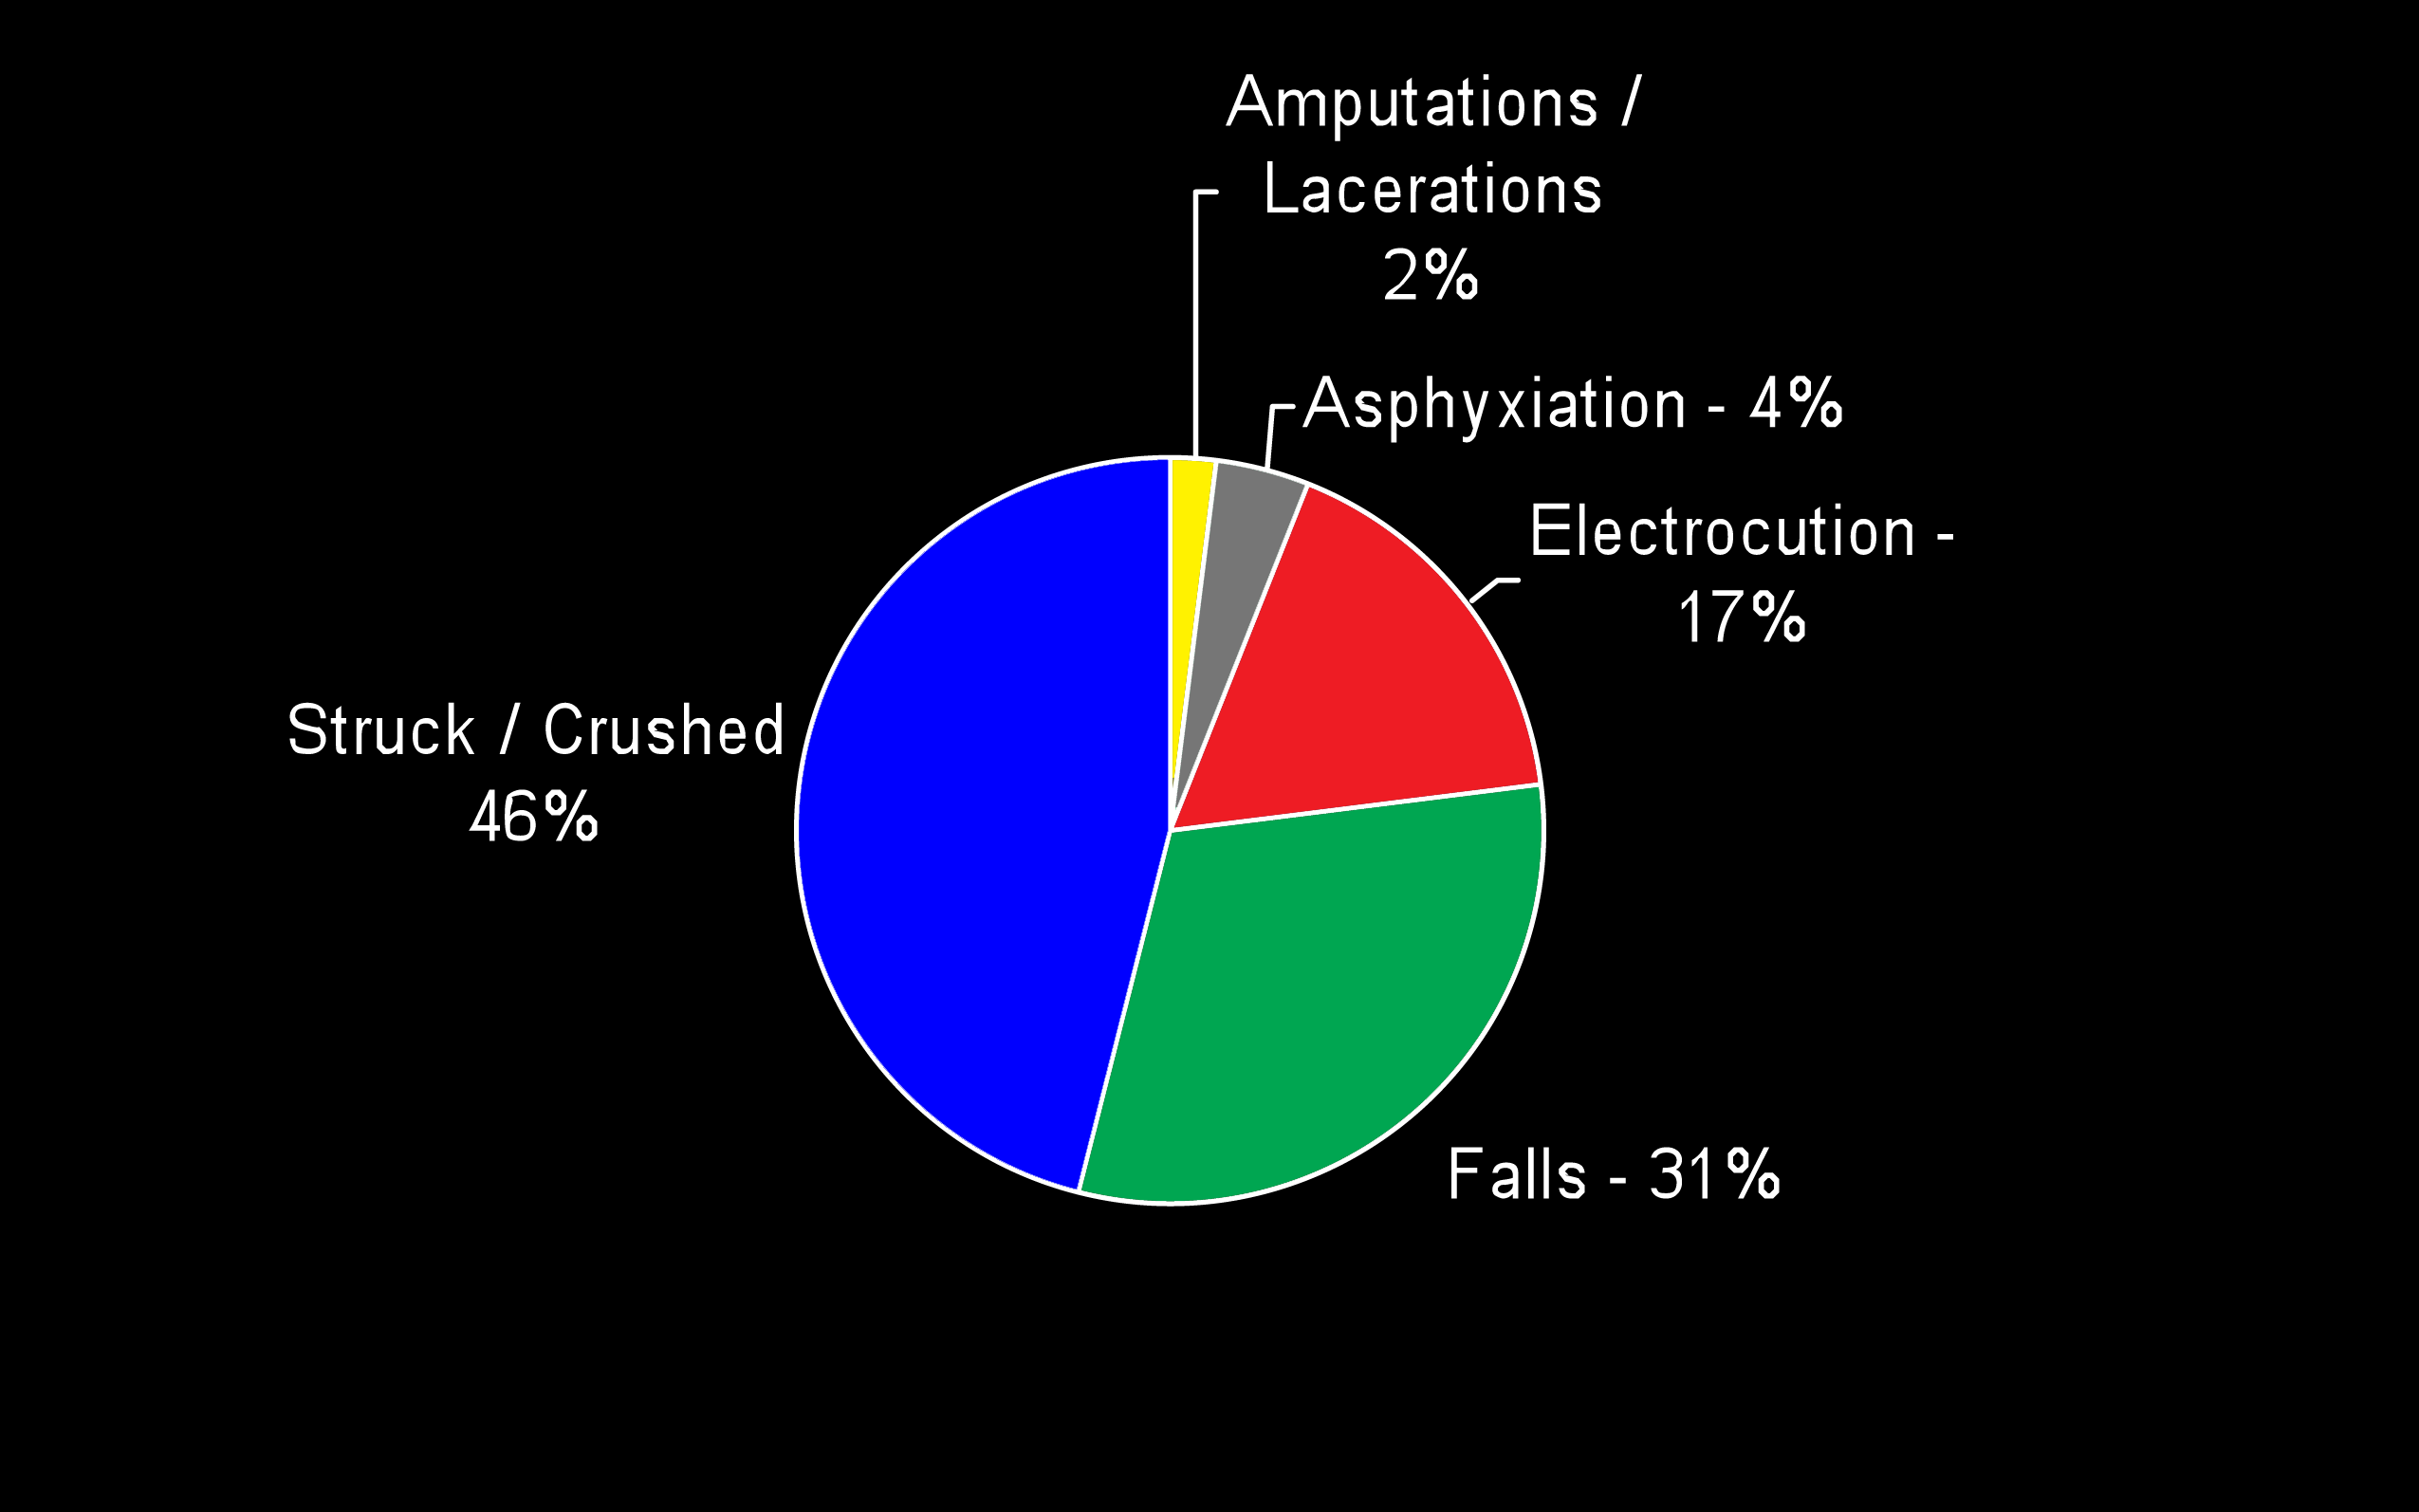 Amputations /
Lacerations
2%
Asphyxiation - 4%
Electrocution -
17%
Struck / Crushed
46%
Falls - 31%